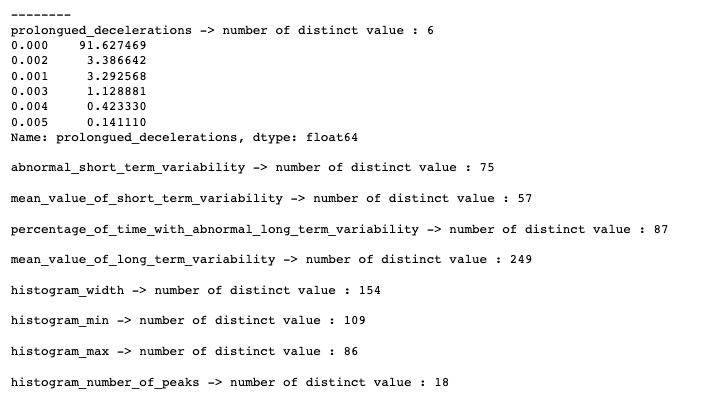 --------
prolongued_decelerations -> number of distinct value : 6
0.000    91.627469
0.002     3.386642
0.001     3.292568
0.003     1.128881
0.004     0.423330
0.005     0.141110
Name: prolongued_decelerations, dtype: float64
abnormal_short_term_variability -> number of distinct value : 75
mean_value_of_short_term_variability -> number of distinct value : 57
percentage_of_time_with_abnormal_long_term_variability -> number of distinct value : 87
mean_value_of_long_term_variability -> number of distinct value : 249
histogram_width -> number of distinct value : 154
histogram_min -> number of distinct value : 109
histogram_max -> number of distinct value : 86
histogram_number_of_peaks -> number of distinct value : 18